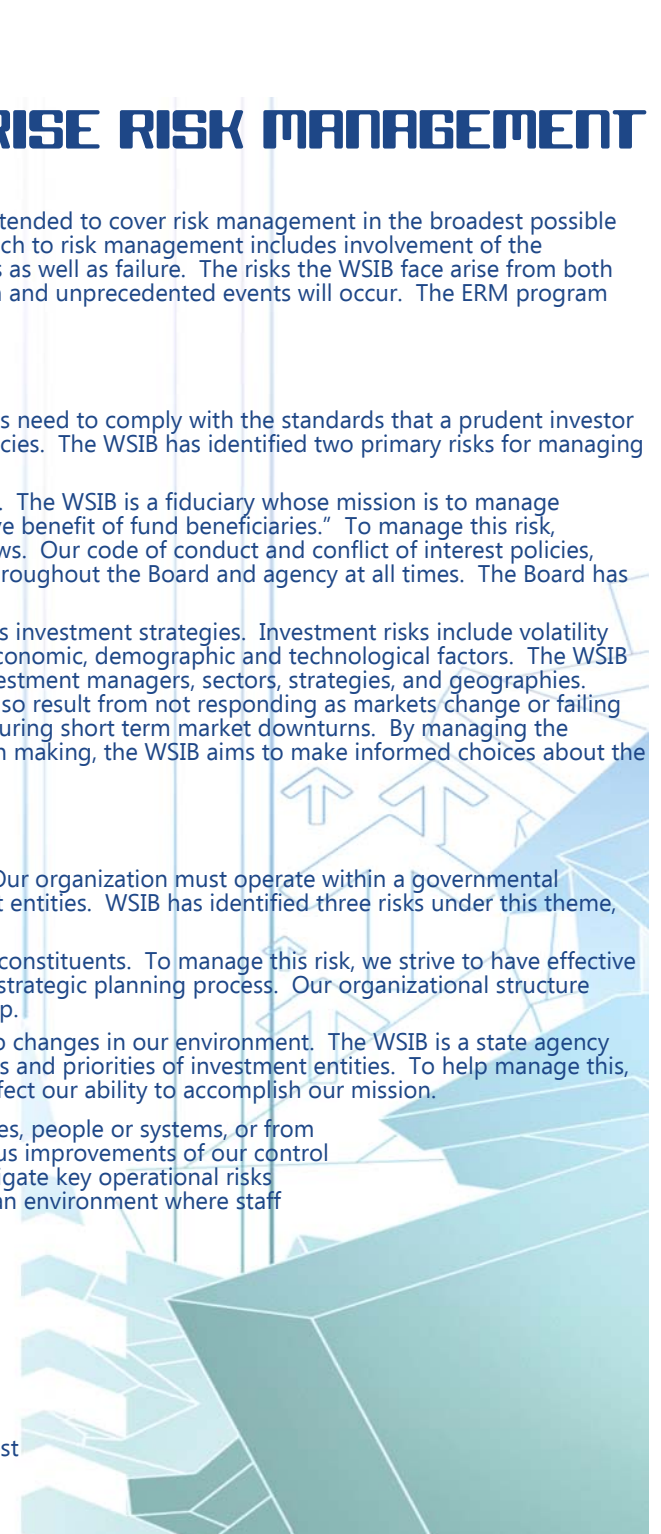 RISE RISK MANAGEMENT
tended to cover risk management in the broadest possible
ch to risk management includes involvement of the
s as well as failure. The risks the WSIB face arise from both
and unprecedented events will occur. The ERM program
s need to comply with the standards that a prudent investor
cies. The WSIB has identified two primary risks for managing
. The WSIB is a fiduciary whose mission is to manage
ve benefit of fund beneficiaries." To manage this risk,
ws. Our code of conduct and conflict of interest policies,
hroughout the Board and agency at all times. The Board has
s investment strategies. Investment risks include volatility
conomic, demographic and technological factors. The WSIB
estment managers, sectors, strategies, and geographies.
so result from not responding as markets change or failing
uring short term market downturns. By managing the
n making, the WSIB aims to make informed choices about the
Our organization must operate within a governmental
t entities. WSIB has identified three risks under this theme,
constituents. To manage this risk, we strive to have effective
strategic planning process. Our organizational structure
p.
o changes in our environment. The WSIB is a state agency
s and priorities of investment entities. To help manage this,
fect our ability to accomplish our mission.
es, people or systems, or from
us improvements of our control
igate key operational risks
an environment where staff
st